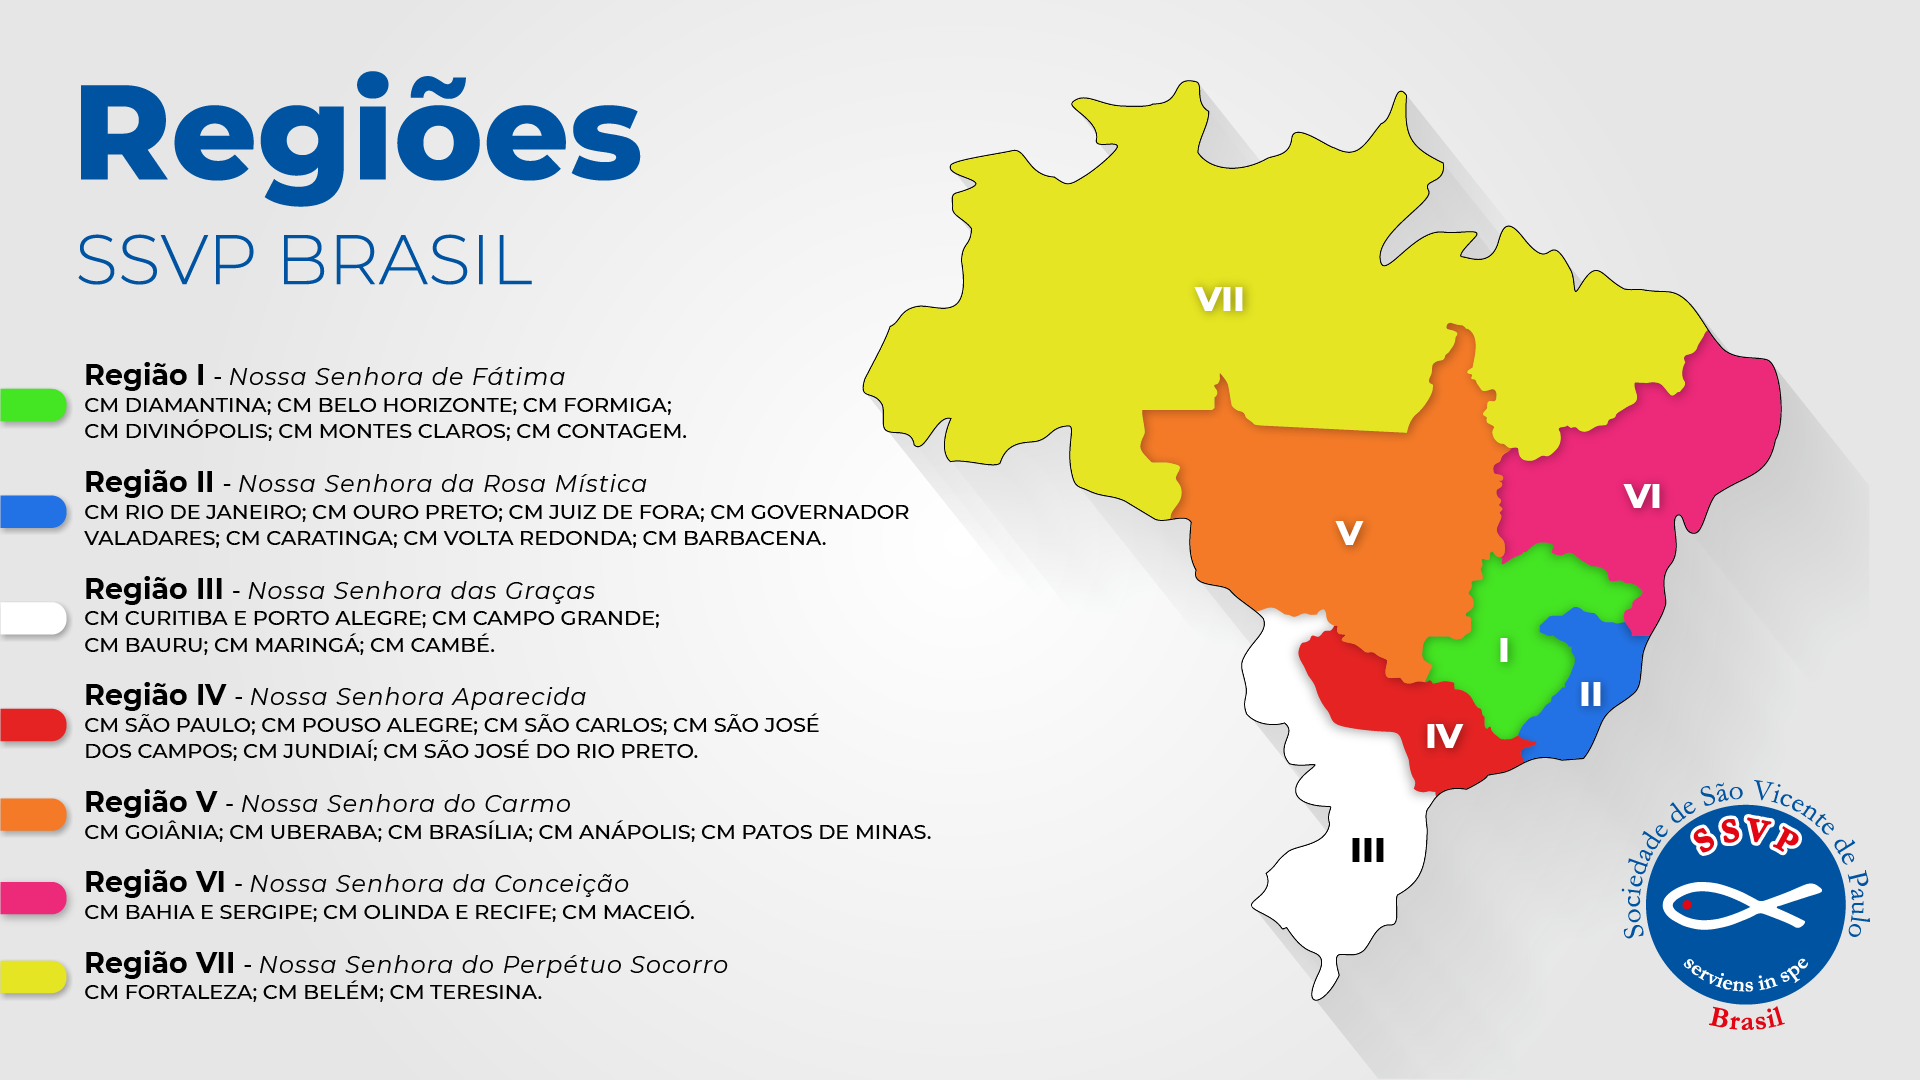 Regiões
SSVP BRASIL
Região I - Nossa Senhora de Fátima
CM DIAMANTINA; CM BELO HORIZONTE; CM FORMIGA;
CM DIVINÓPOLIS; CM MONTES CLAROS; CM CONTAGEM.
Região II - Nossa Senhora da Rosa Mística
CM RIO DE JANEIRO; CM OURO PRETO; CM JUIZ DE FORA; CM GOVERNADOR
VALADARES; CM CARATINGA; CM VOLTA REDONDA; CM BARBACENA.
Região III - Nossa Senhora das Graças
CM CURITIBA E PORTO ALEGRE; CM CAMPO GRANDE;
CM BAURU; CM MARINGÁ; CM CAMBÉ.
Região IV - Nossa Senhora Aparecida
CM SÃO PAULO; CM POUSO ALEGRE; CM SÃO CARLOS; CM SÃO JOSÉ
DOS CAMPOS; CM JUNDIAÍ; CM SÃO JOSÉ DO RIO PRETO.
Região V - Nossa Senhora do Carmo
CM GOIÂNIA; CM UBERABA; CM BRASÍLIA; CM ANÁPOLIS; CM PATOS DE MINAS.
Região VI - Nossa Senhora da Conceição
CM BAHIA E SERGIPE; CM OLINDA E RECIFE; CM MACEIÓ.
Região VII - Nossa Senhora do Perpétuo Socorro
CM FORTALEZA; CM BELÉM; CM TERESINA.
VII
VI
V
I
II
IV
III
Sociedade de São Vicente de Paulo
SSVP
serviens in spe
Brasil